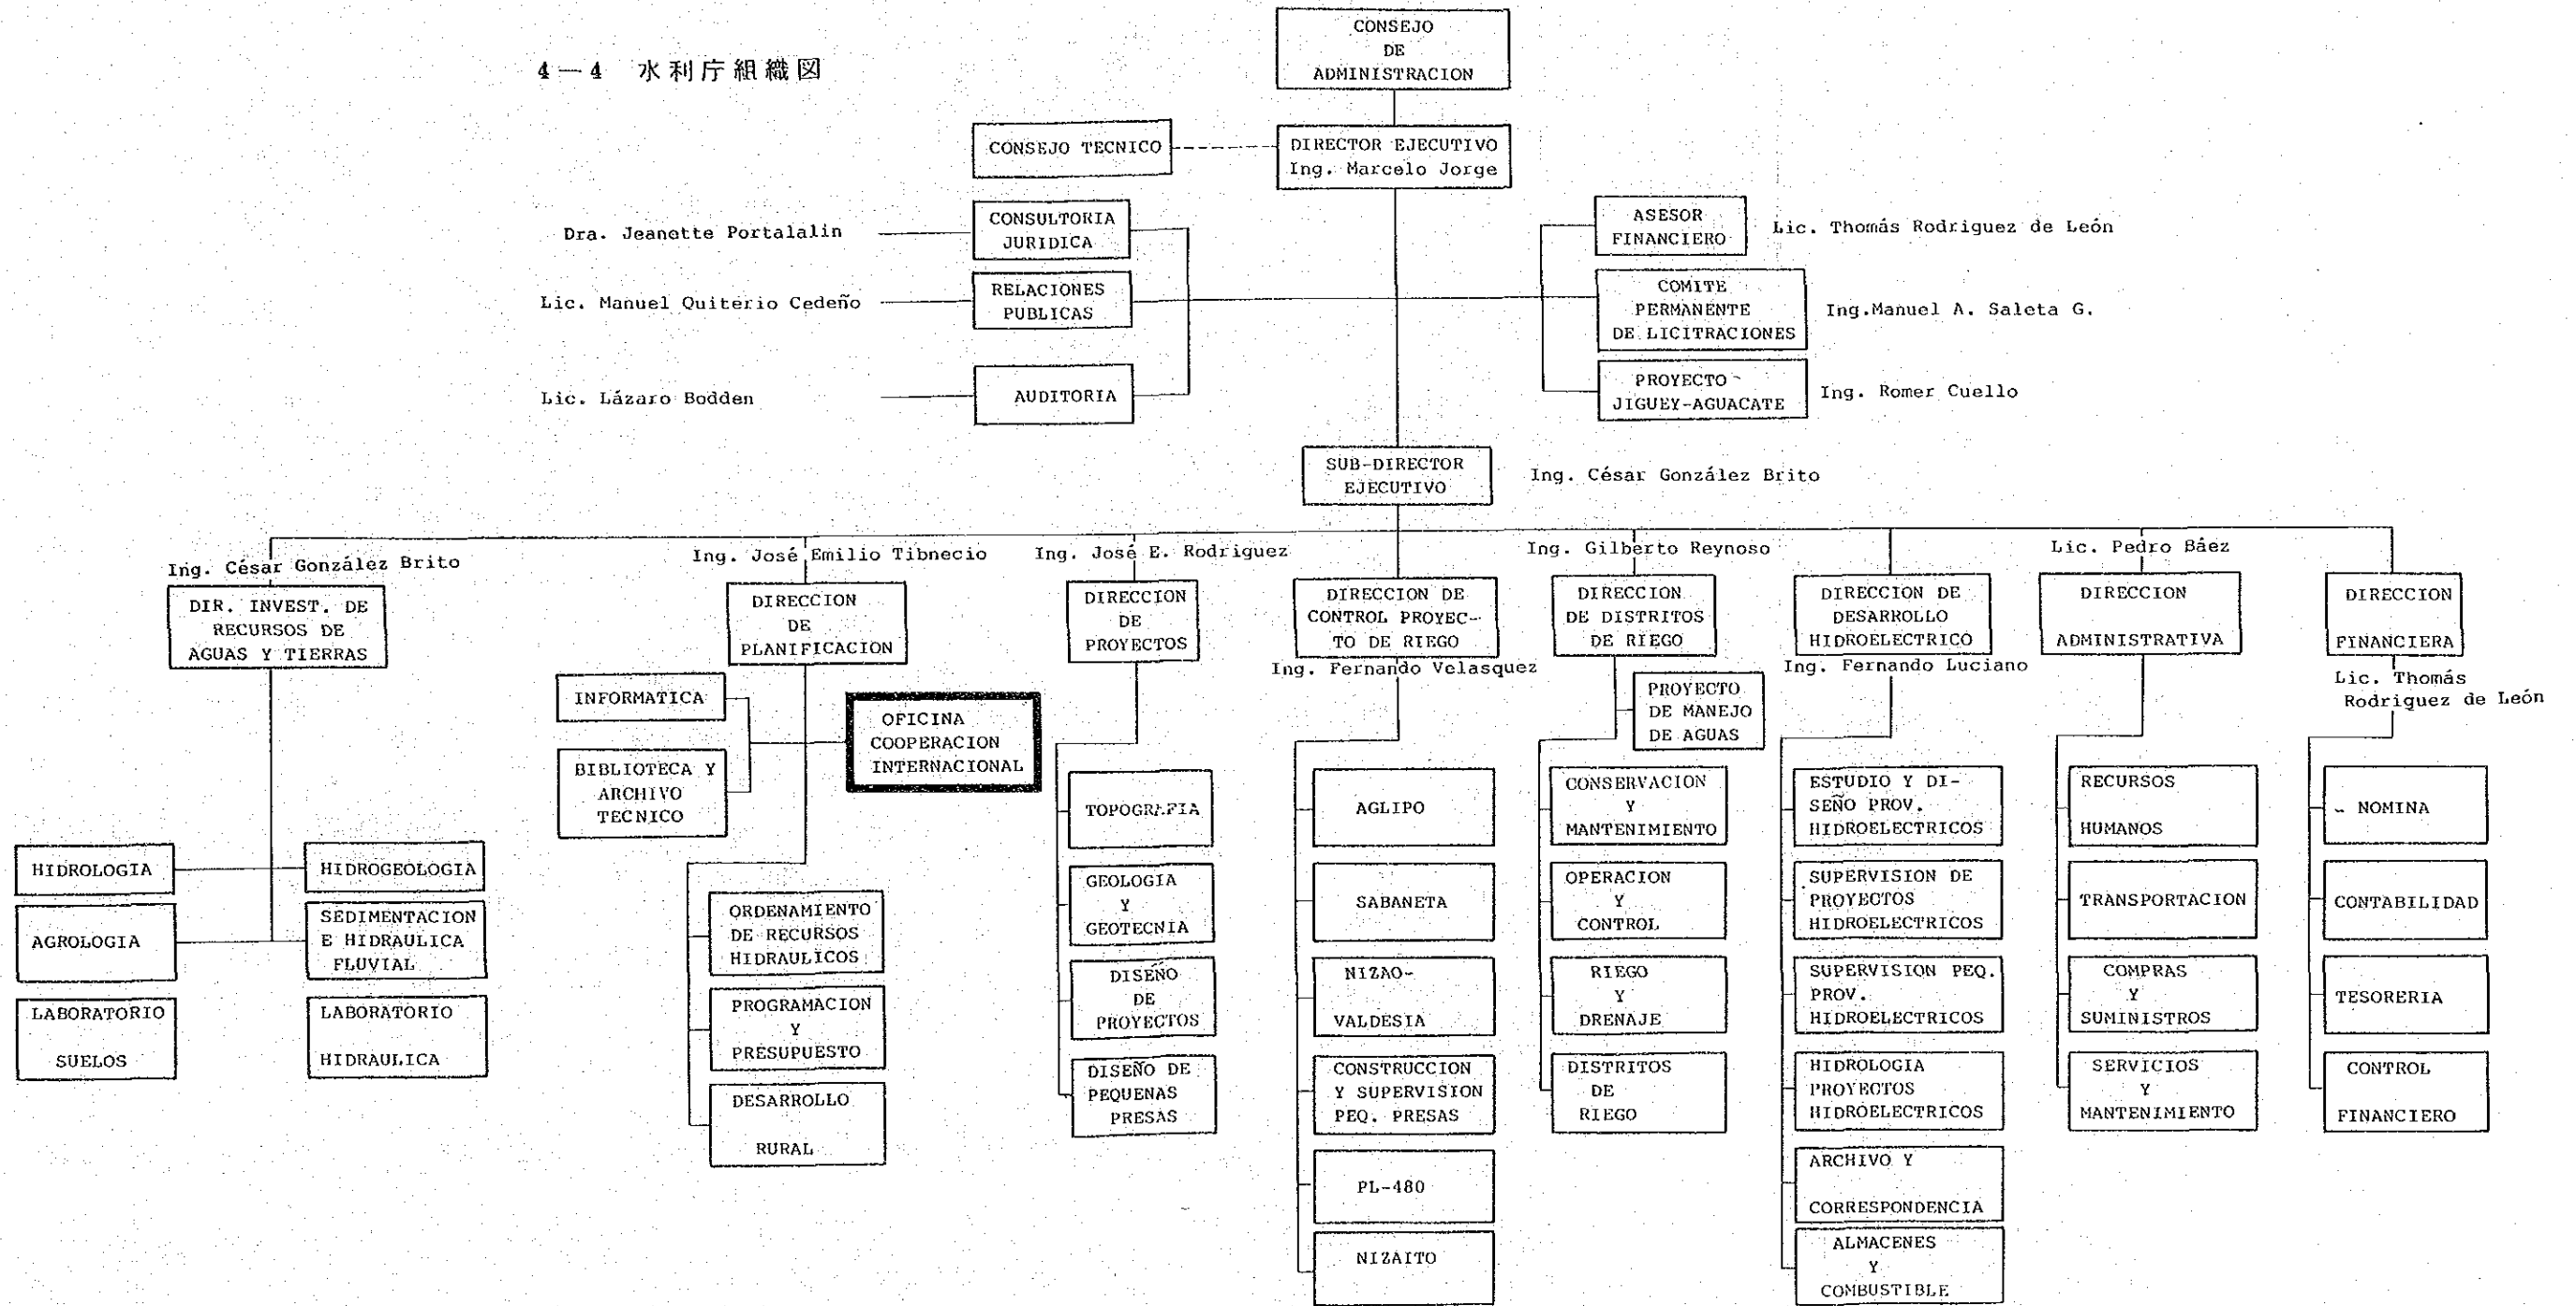 4－4 水利庁組織図
CONSEJO
DE
ADMINISTRACION
CONSEJO TECNICO
DIRECTOR EJECUTIVO
Ing. Marcelo Jorge
Dra. Jeanette Portalalin
CONSULTORIA
JURIDICA
ASESOR
FINANCIERO
Lic. Thomás Rodriguez de León
Lic. Manuel Quiterio Cedeño
RELACIONES
PUBLICAS
COMITE
PERMANENTE
DE LICITRACIONES
Ing.Manuel A. Saleta G.
Lic. Lázaro Bodden
AUDITORIA
PROYECTO
JIGUEY-AGUACATE
Ing. Romer Cuello
SUB-DIRECTOR
EJECUTIVO
Ing. César González Brito
Ing. César González Brito
DIR. INVEST. DE
RECURSOS DE
AGUAS Y TIERRAS
HIDROLOGIA
HIDROGEOLOGIA
AGROLOGIA
SEDIMENTACION
E HIDRAULICA
FLUVIAL
LABORATORIO
SUELOS
LABORATORIO
HIDRAULICA
Ing. José Emilio Tibnecio
DIRECCION
DE
PLANIFICACION
INFORMATICA
BIBLIOTECA Y
ARCHIVO
TECNICO
OFICINA
COOPERACION
INTERNACIONAL
ORDENAMIENTO
DE RECURSOS
HIDRAULICOS
PROGRAMACION
Y
PRESUPUESTO
DESARROLLO
RURAL
Ing. José E. Rodriguez
DIRECCION
DE
PROYECTOS
TOPOGRAFIA
GEOLOGIA
Y
GEOTECNIA
DISEÑO
DE
PROYECTOS
DISEÑO DE
PEQUENAS
PRESAS
DIRECCION DE
CONTROL PROYEC-
TO DE RIEGO
Ing. Fernando Velasquez
AGLIPO
SABANETA
NIZAO-
VALDESIA
CONSTRUCCION
Y SUPERVISION
PEQ. PRESAS
PL-480
NIZAITO
Ing. Gilberto Reynoso
DIRECCION
DE DISTRITOS
DE RIEGO
PROYECTO
DE MANEJO
DE AGUAS
CONSERVACION
Y
MANTENIMIENTO
OPERACION
Y
CONTROL
RIEGO
Y
DRENAJE
DISTRITOS
DE
RIEGO
DIRECCION DE
DESARROLLO
HIDROELECTRICO
Ing. Fernando Luciano
ESTUDIO Y DI-
SEÑO PROV.
HIDROELECTRICOS
SUPERVISION DE
PROYECTOS
HIDROELECTRICOS
SUPERVISION PEQ.
PROV.
HIDROELECTRICOS
HIDROLOGIA
PROYECTOS
HIDROELECTRICOS
ARCHIVO Y
CORRESPONDENCIA
ALMACENES
Y
COMBUSTIBLE
Lic. Pedro Báez
DIRECCION
ADMINISTRATIVA
RECURSOS
HUMANOS
TRANSPORTACION
COMPRAS
Y
SUMINISTROS
SERVICIOS
Y
MANTENIMIENTO
DIRECCION
FINANCIERA
Lic. Thomás
Rodriguez de León
NOMINA
CONTABILIDAD
TESORERIA
CONTROL
FINANCIERO